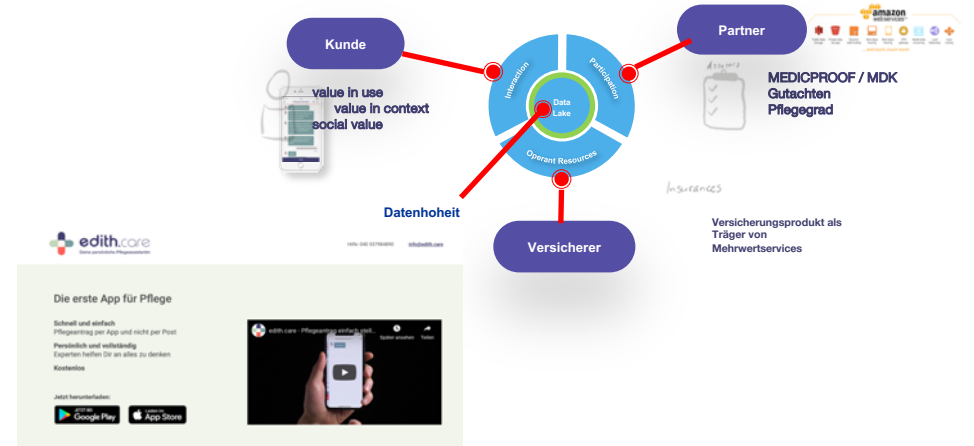 amazon
webservices
Kunde
Partner
Interaction
Participation
Data
Lake
Operant Resources
value in use
value in context
social value
MEDICPROOF / MDK
Gutachten
Pflegegrad
Insurances
Datenhoheit
Versicherer
Versicherungsprodukt als
Träger von
Mehrwertservices
edith.care
Deine persönliche Pflegeassistentin
info@edith.care
Die erste App für Pflege
Schnell und einfach
Pflegeantrag per App und nicht per Post
Persönlich und vollständig
Experten helfen Dir an alles zu denken
Kostenlos
edith.care - Pflegeantrag einfach stell...
Später ansehen
Teilen
Jetzt herunterladen:
JETZT BEI
Google Play
Laden im
App Store